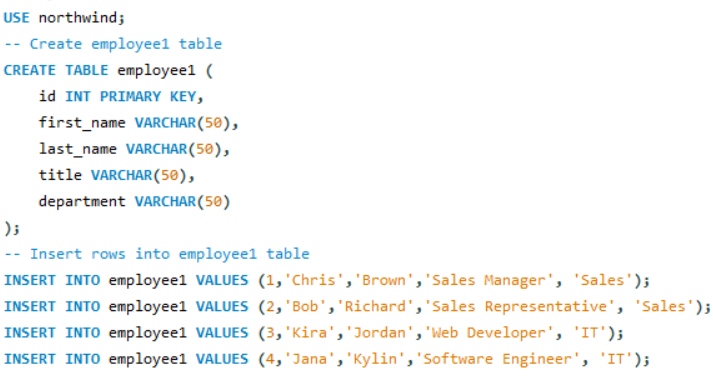 USE northwind;
-- Create employee1 table
CREATE TABLE employee1 (
    id INT PRIMARY KEY,
    first_name VARCHAR(50),
    last_name VARCHAR(50),
    title VARCHAR(50),
    department VARCHAR(50)
);
-- Insert rows into employee1 table
INSERT INTO employee1 VALUES (1,'Chris','Brown','Sales Manager', 'Sales');
INSERT INTO employee1 VALUES (2,'Bob','Richard','Sales Representative', 'Sales');
INSERT INTO employee1 VALUES (3,'Kira','Jordan','Web Developer', 'IT');
INSERT INTO employee1 VALUES (4,'Jana','Kylin','Software Engineer', 'IT');